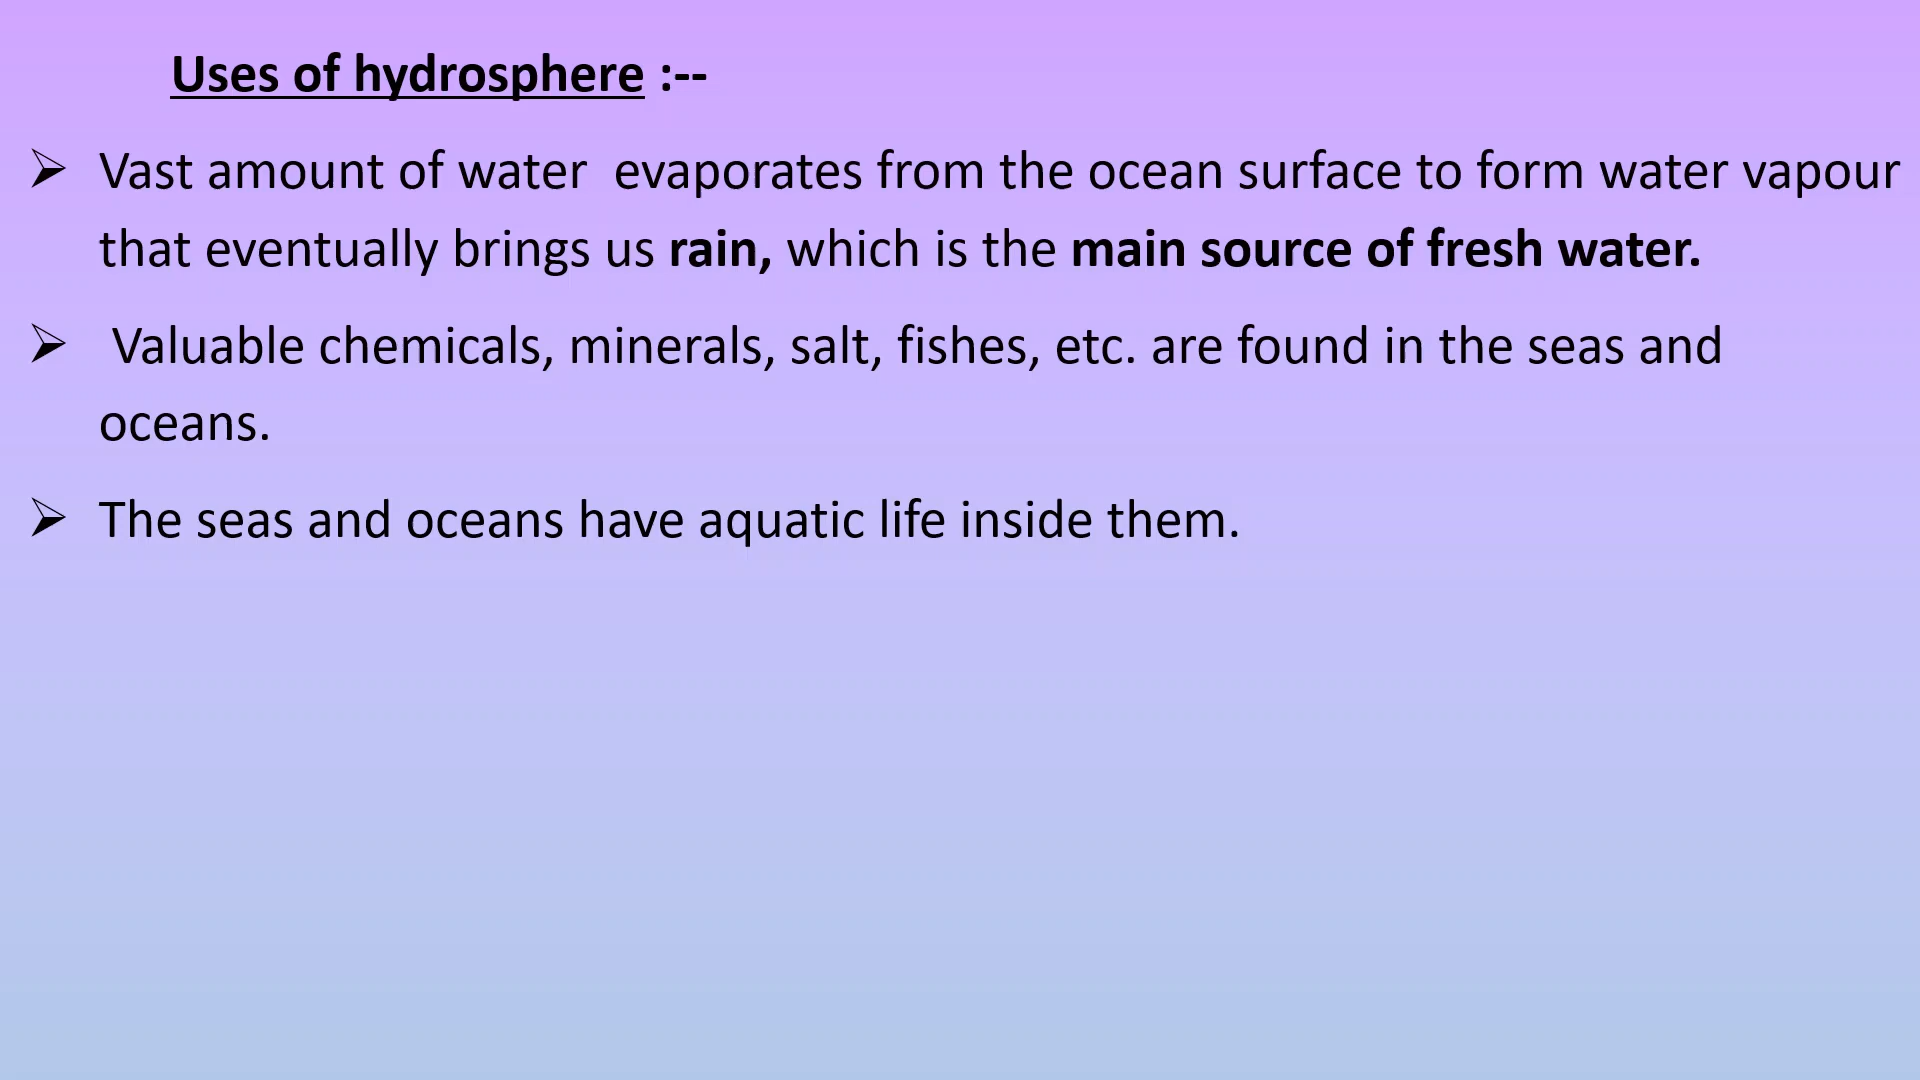 Uses of hydrosphere :--
➢ Vast amount of water  evaporates from the ocean surface to form water vapour
that eventually brings us rain, which is the main source of fresh water.
➢  Valuable chemicals, minerals, salt, fishes, etc. are found in the seas and
oceans.
➢ The seas and oceans have aquatic life inside them.